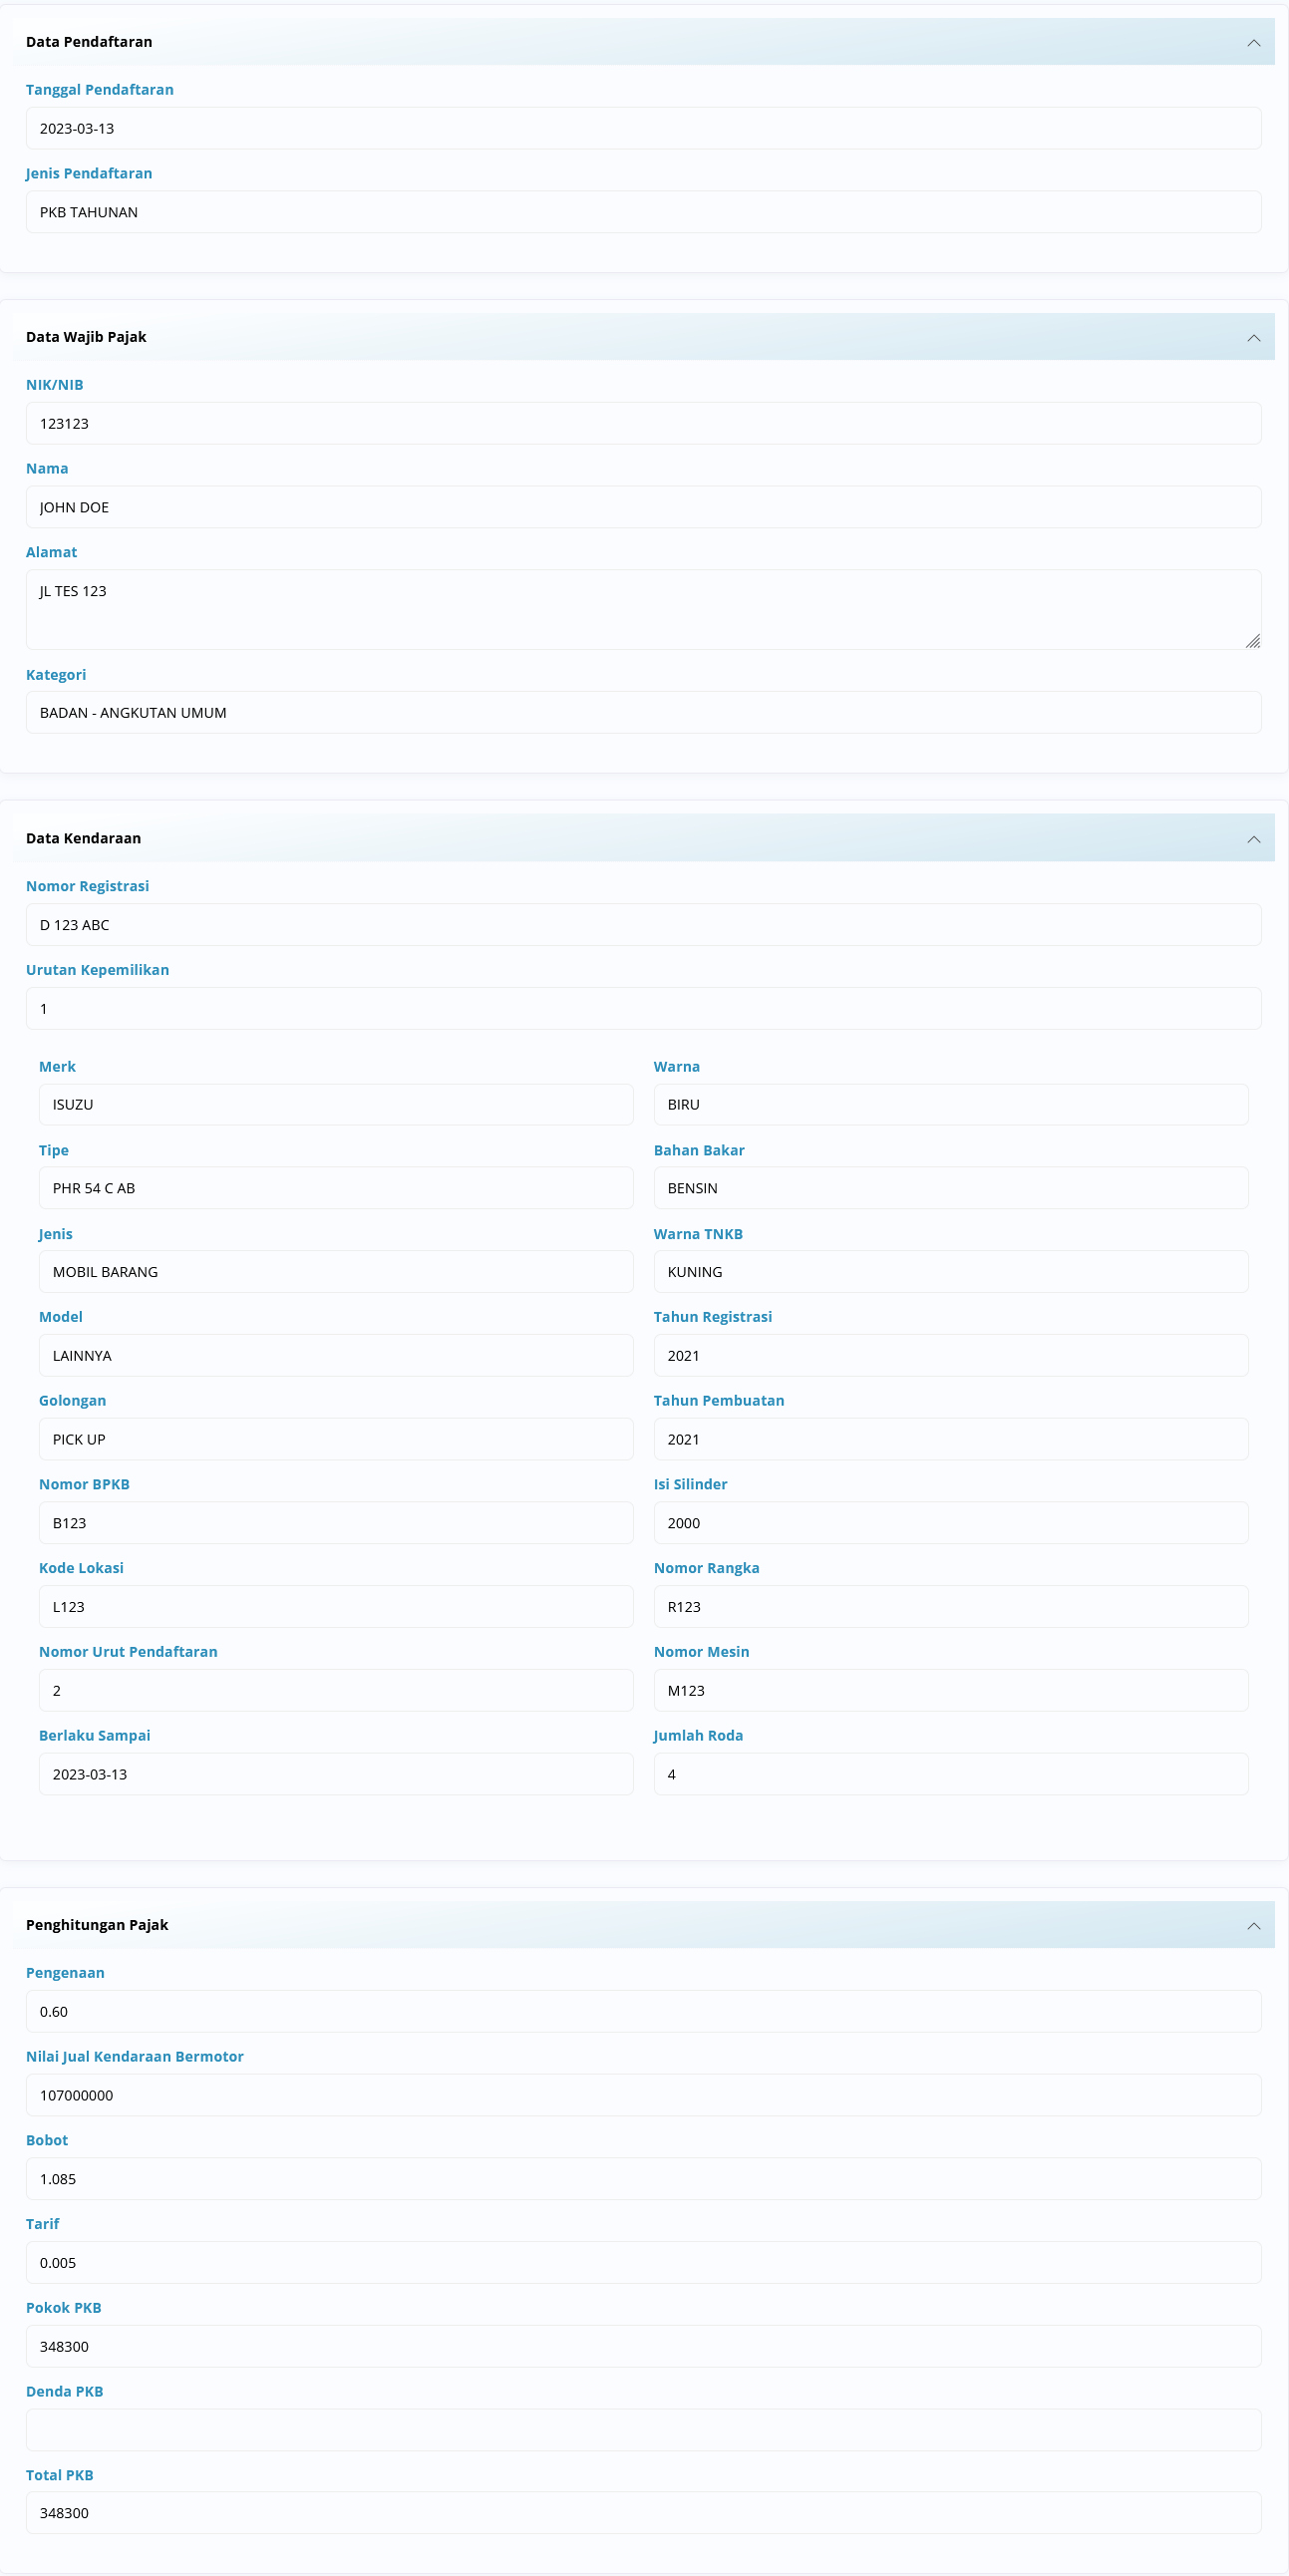 Data Pendaftaran
Tanggal Pendaftaran
2023-03-13
Jenis Pendaftaran
PKB TAHUNAN
Data Wajib Pajak
NIK/NIB
123123
Nama
JOHN DOE
Alamat
JL TES 123
Kategori
BADAN - ANGKUTAN UMUM
Data Kendaraan
Nomor Registrasi
D 123 ABC
Urutan Kepemilikan
1
Merk
ISUZU
Tipe
PHR 54 C AB
Jenis
MOBIL BARANG
Model
LAINNYA
Golongan
PICK UP
Nomor BPKB
B123
Kode Lokasi
L123
Nomor Urut Pendaftaran
2
Berlaku Sampai
2023-03-13
Warna
BIRU
Bahan Bakar
BENSIN
Warna TNKB
KUNING
Tahun Registrasi
2021
Tahun Pembuatan
2021
Isi Silinder
2000
Nomor Rangka
R123
Nomor Mesin
M123
Jumlah Roda
4
Penghitungan Pajak
Pengenaan
0.60
Nilai Jual Kendaraan Bermotor
107000000
Bobot
1.085
Tarif
0.005
Pokok PKB
348300
Denda PKB
Total PKB
348300